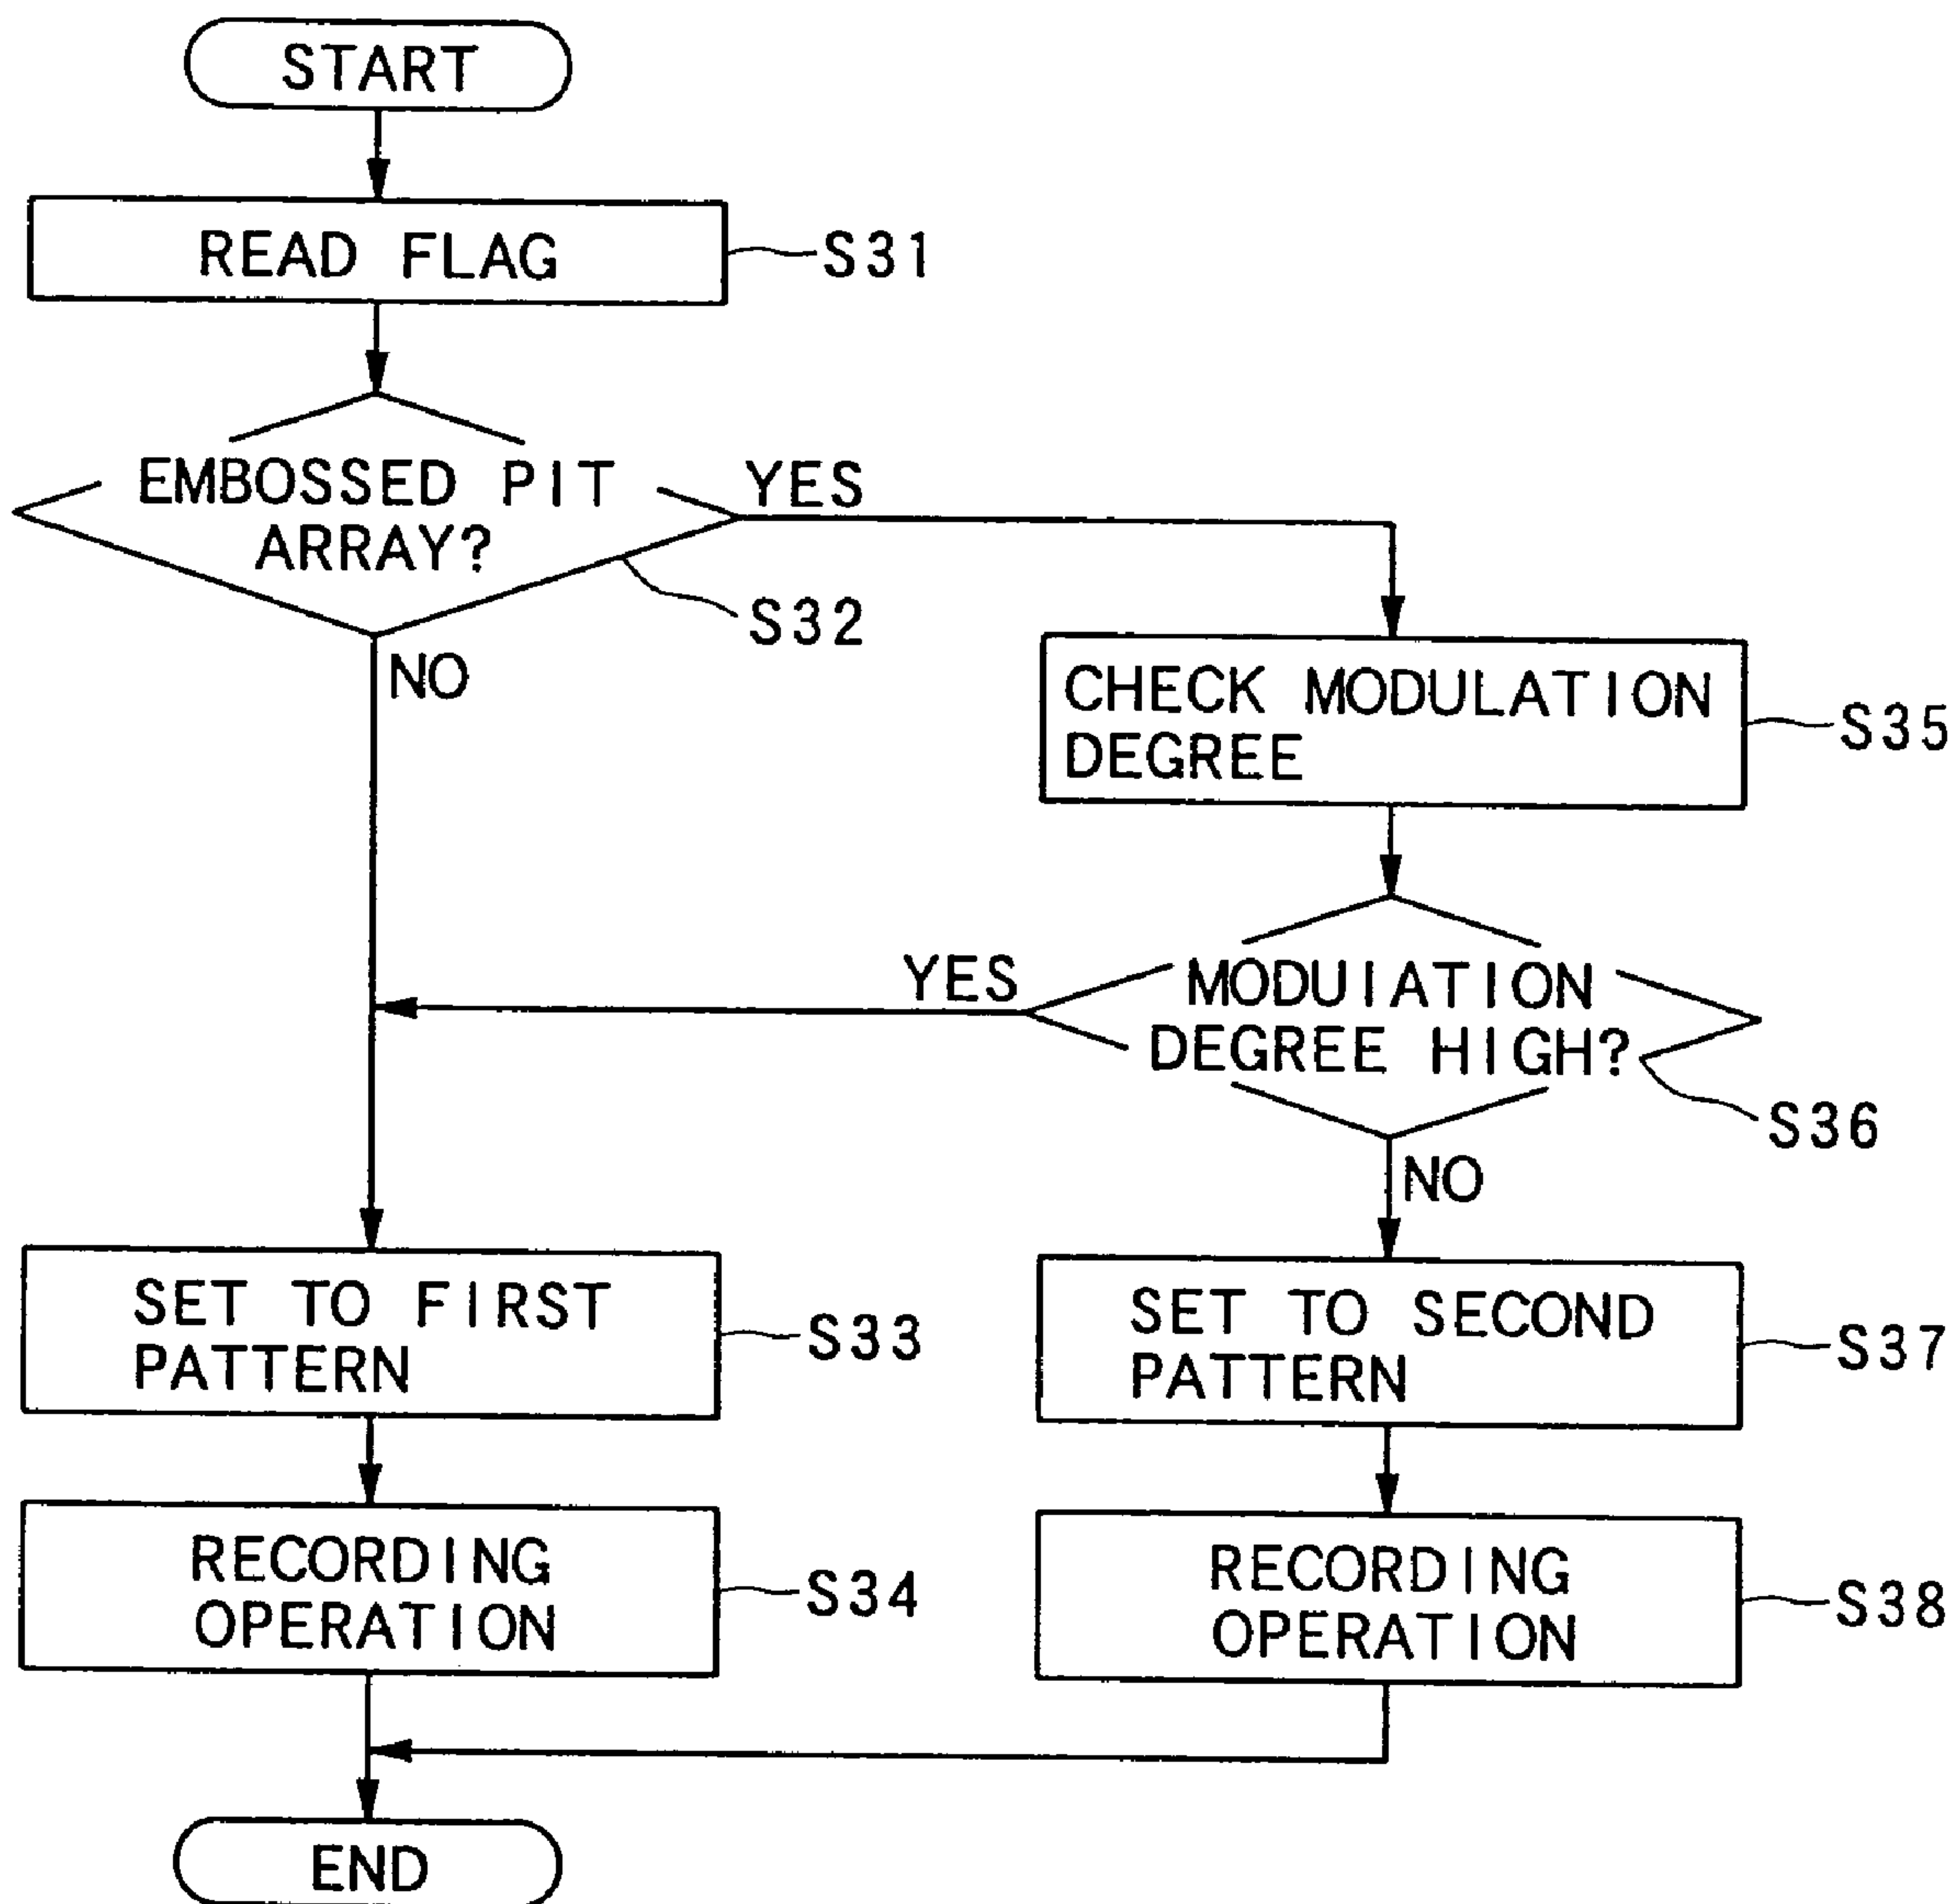 START
READ FLAG
S31
EMBOSSED PIT
ARRAY?
YES
S32
NO
CHECK MODULATION
DEGREE
S35
YES
MODUIATION
DEGREE HIGH?
S36
NO
SET TO FIRST
PATTERN
S33
SET TO SECOND
PATTERN
S37
RECORDING
OPERATION
S34
RECORDING
OPERATION
S38
END